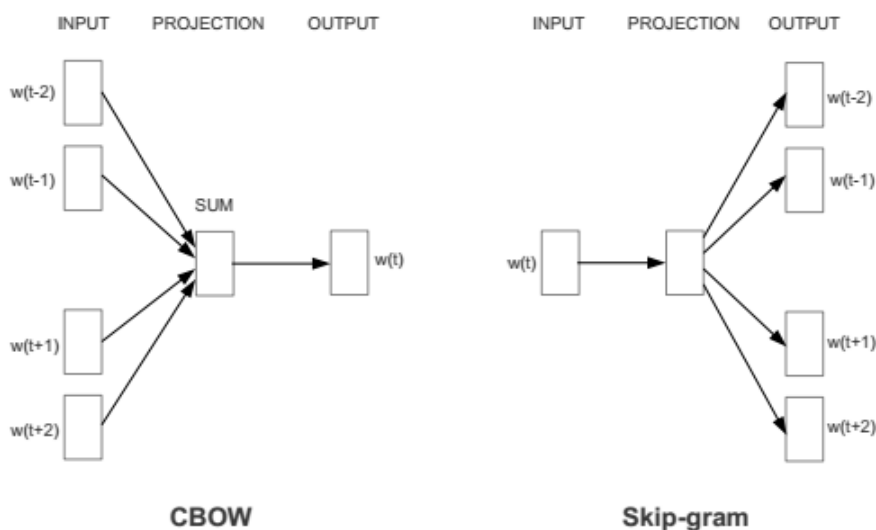 INPUT PROJECTION OUTPUT
w(t-2)
w(t-1)
SUM
w(t)
w(t+1)
w(t+2)
CBOW
INPUT PROJECTION OUTPUT
w(t-2)
w(t-1)
w(t)
w(t+1)
w(t+2)
Skip-gram